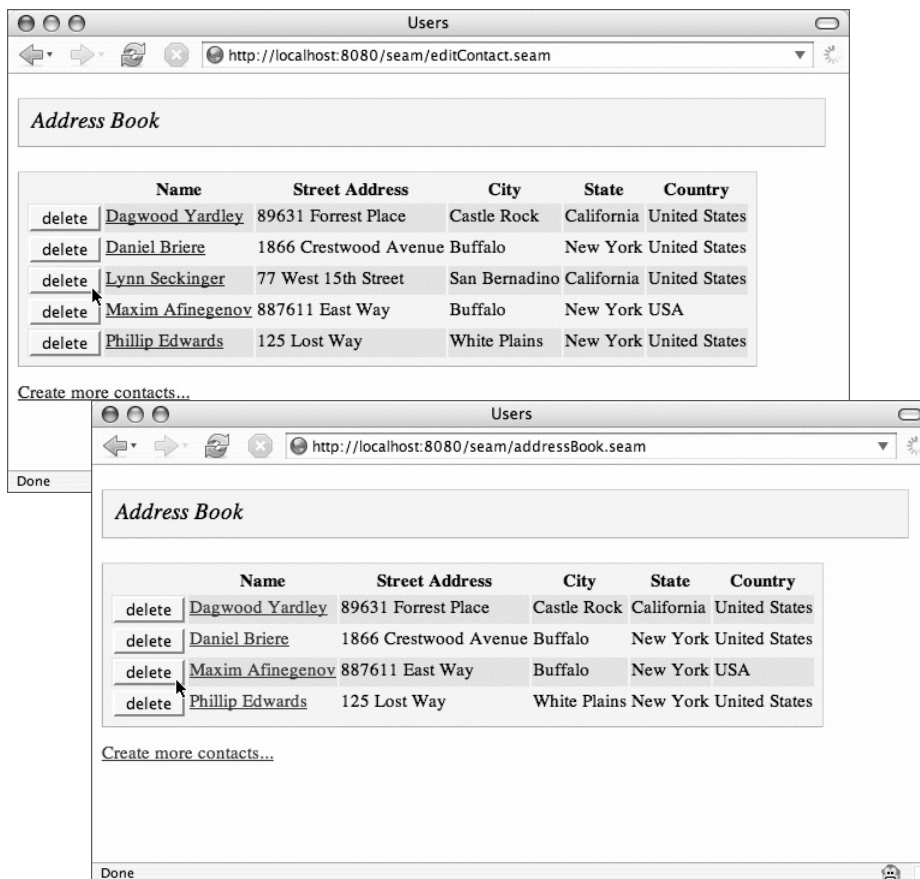 Users
http://localhost:8080/seam/editContact.seam
Address Book
Name Street Address City State Country
delete Dagwood Yardley 89631 Forrest Place Castle Rock California United States
delete Daniel Briere 1866 Crestwood Avenue Buffalo New York United States
delete Lynn Seckinger 77 West 15th Street San Bernadino California United States
delete Maxim Afinegenov 887611 East Way Buffalo New York USA
delete Phillip Edwards 125 Lost Way White Plains New York United States
Create more contacts...
Done
Users
http://localhost:8080/seam/addressBook.seam
Address Book
Name Street Address City State Country
delete Dagwood Yardley 89631 Forrest Place Castle Rock California United States
delete Daniel Briere 1866 Crestwood Avenue Buffalo New York United States
delete Maxim Afinegenov 887611 East Way Buffalo New York USA
delete Phillip Edwards 125 Lost Way White Plains New York United States
Create more contacts...
Done